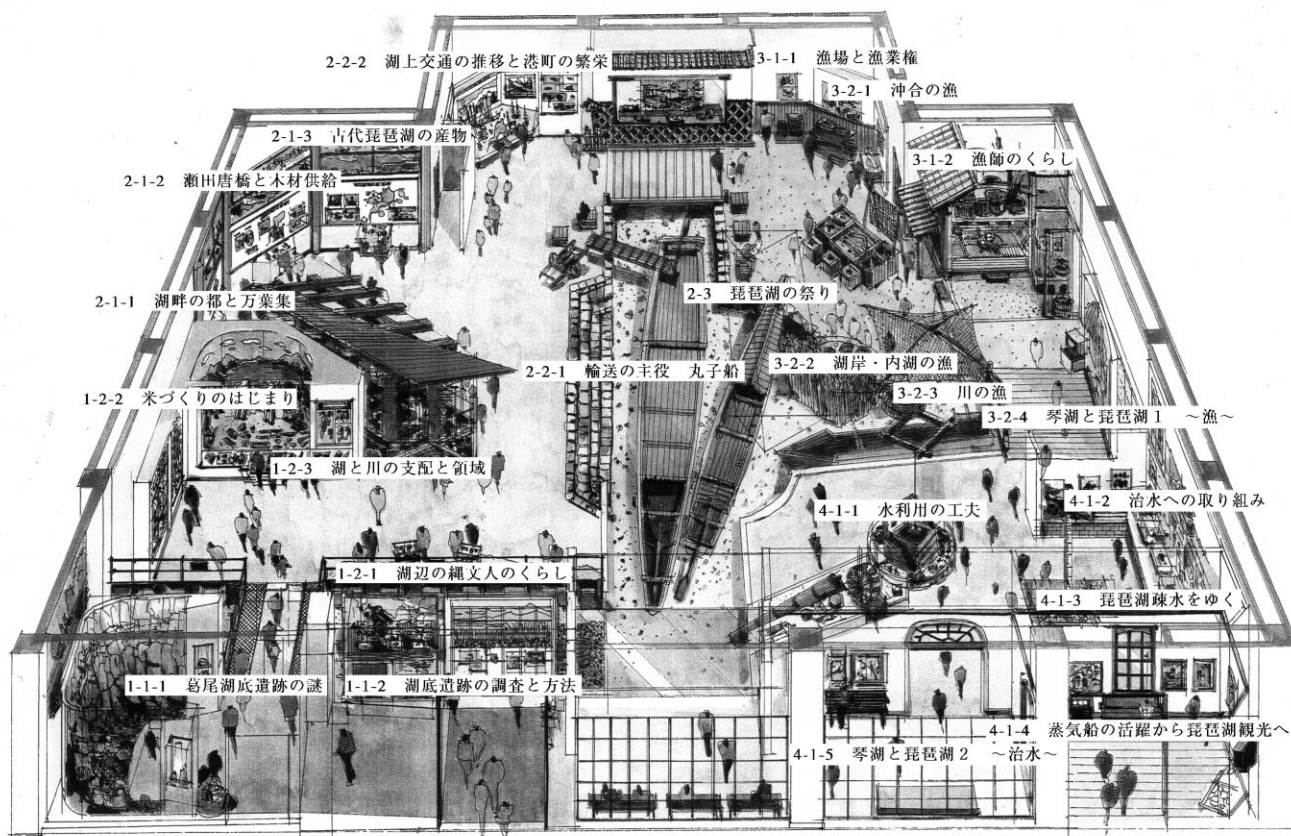 2-2-2 湖上交通の推移と港町の繁栄
3-1-1 漁場と漁業権
3-2-1 沖合の漁
2-1-3 古代琵琶湖の産物
3-1-2 漁師のくらし
2-1-2 瀬田唐橋と木材供給
2-3 琵琶湖の祭り
2-1-1 湖畔の都と万葉集
3-2-2 湖岸・内湖の漁
2-2-1 輸送の主役 丸子船
1-2-2 米づくりのはじまり
3-2-3 川の漁
3-2-4 琴湖と琵琶湖1 ～漁～
1-2-3 湖と川の支配と領域
4-1-2 治水への取り組み
4-1-1 水利用の工夫
1-2-1 湖辺の縄文人のくらし
4-1-3 琵琶湖疎水をゆく
1-1-1 葛尾湖底遺跡の謎
1-1-2 湖底遺跡の調査と方法
4-1-4 蒸気船の活躍から琵琶湖観光へ
4-1-5 琴湖と琵琶湖2 ～治水～